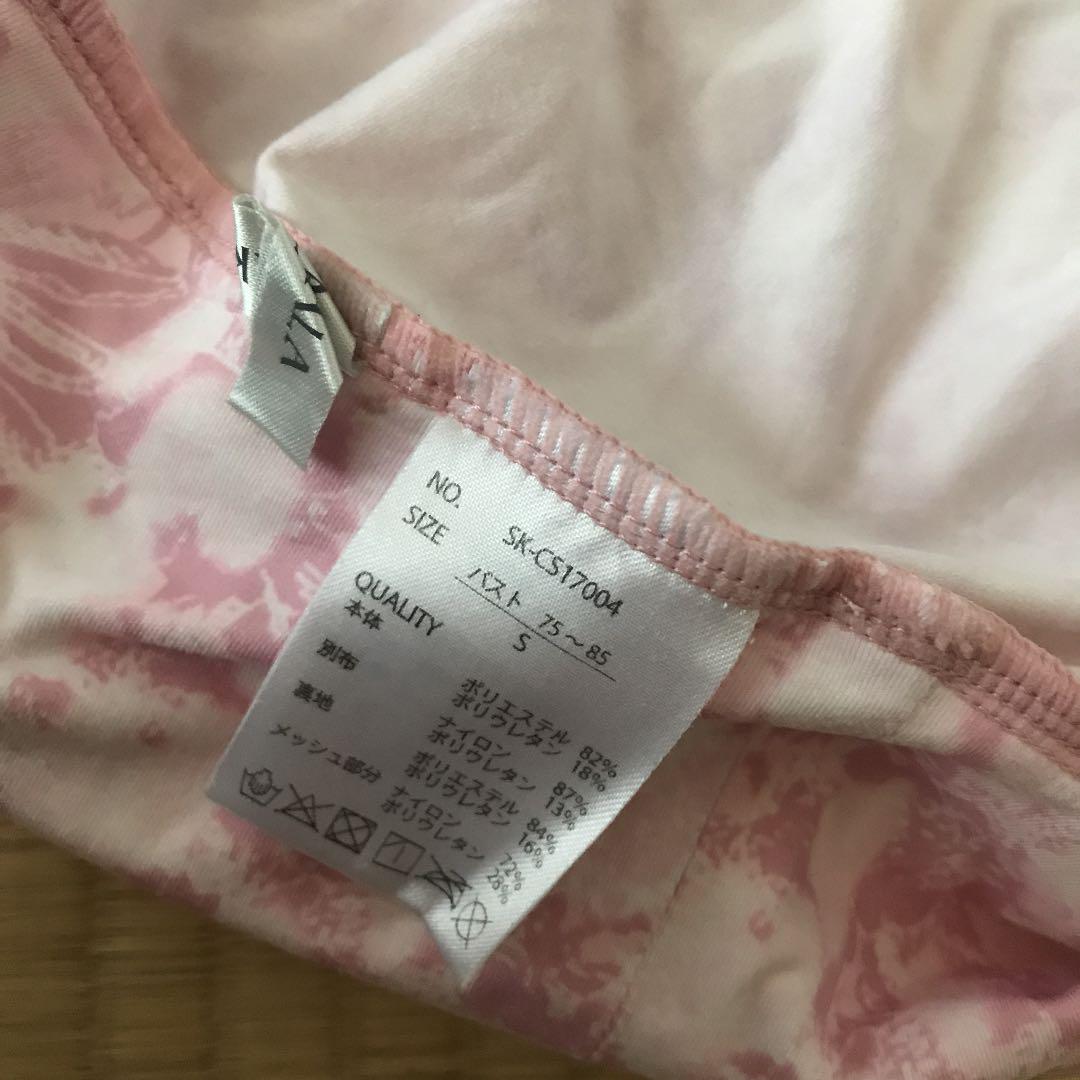 NO. SK-CS17004
SIZE バスト 75～85
S
QUALITY
本体 ポリエステル 82%
ポリウレタン 18%
別布 ナイロン 87%
ポリウレタン 13%
裏地 ポリエステル 84%
ポリウレタン 16%
メッシュ部分 ナイロン 72%
ポリウレタン 28%